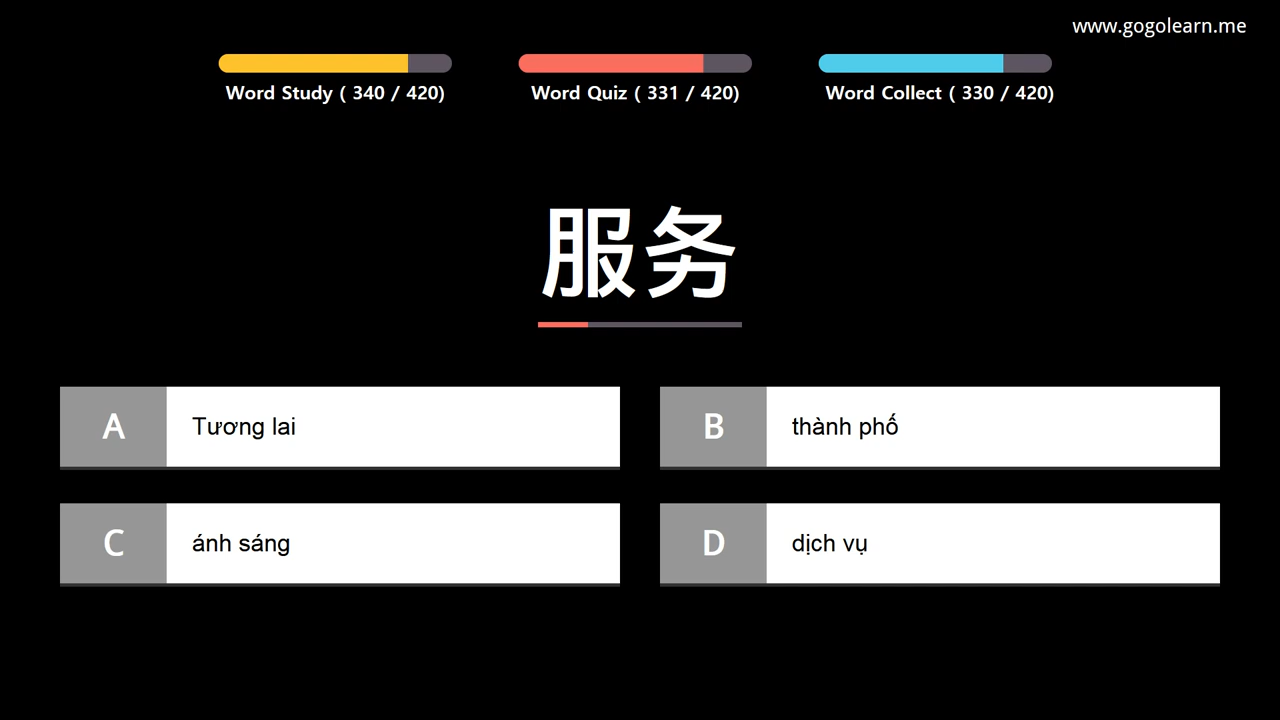 www.gogolearn.me
Word Study ( 340 / 420)
Word Quiz ( 331 / 420)
Word Collect ( 330 / 420)
服务
A Tương lai
B thành phố
C ánh sáng
D dịch vụ